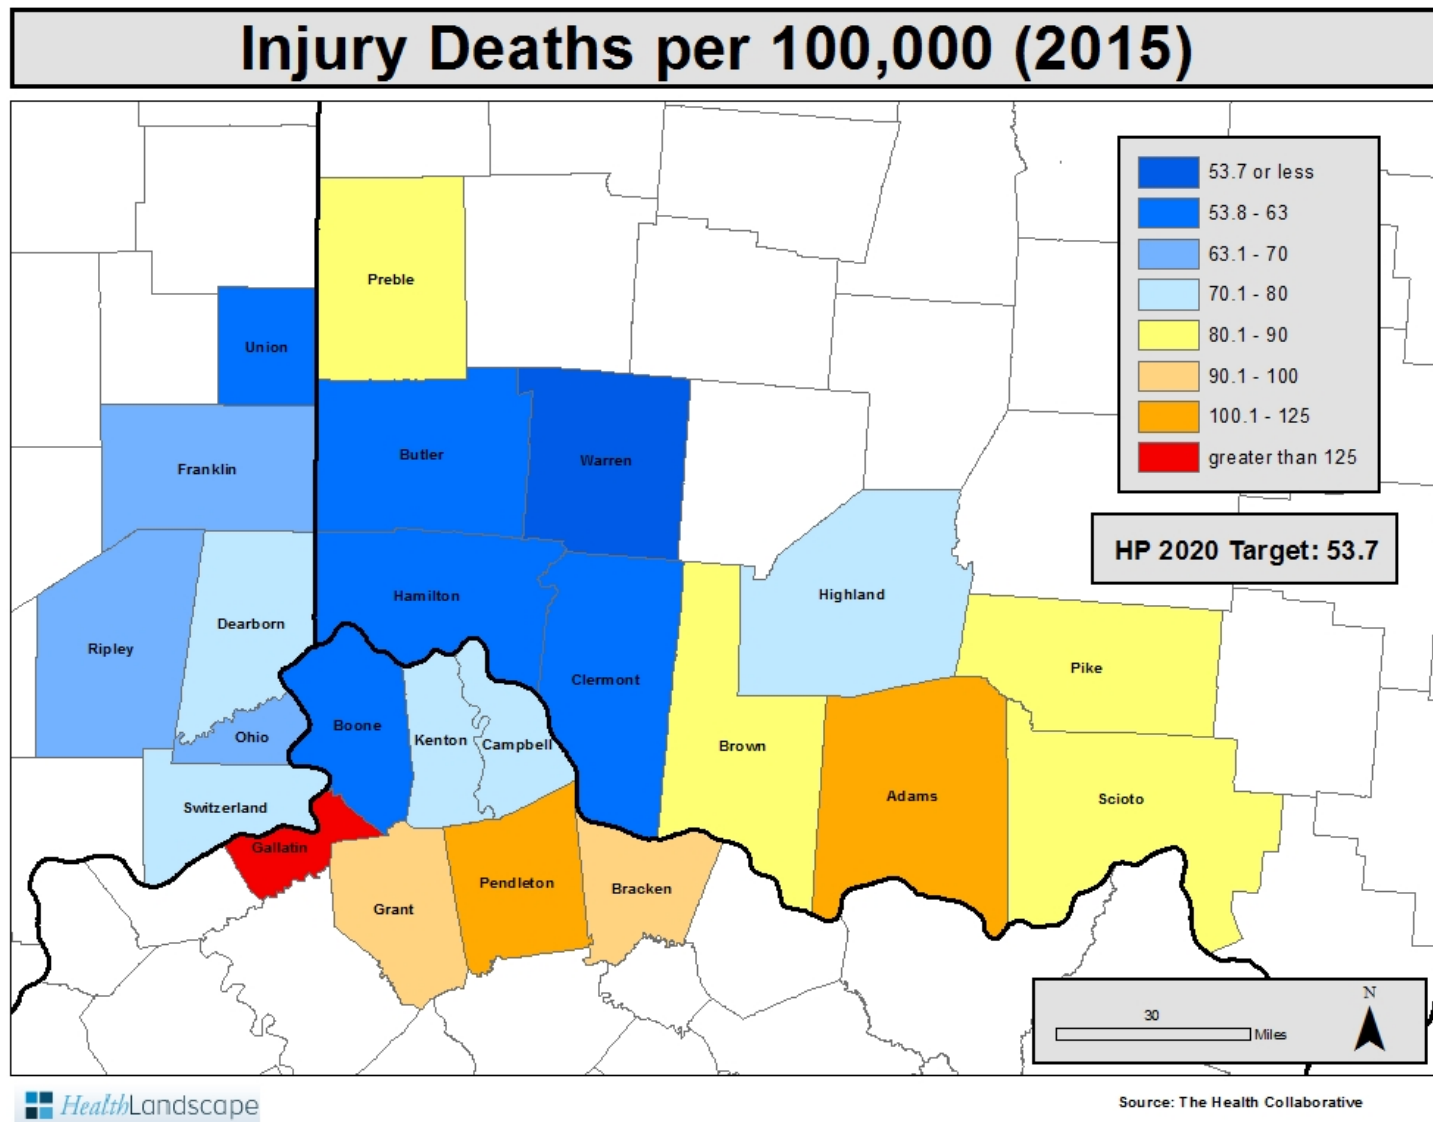 Injury Deaths per 100,000 (2015)
53.7 or less
53.8 - 63
63.1 - 70
70.1 - 80
80.1 - 90
90.1 - 100
100.1 - 125
greater than 125
HP 2020 Target: 53.7
Preble
Union
Butler
Warren
Franklin
Hamilton
Highland
Dearborn
Ripley
Pike
Clermont
Boone
Ohio
Kenton
Campbell
Brown
Adams
Scioto
Switzerland
Gallatin
Pendleton
Bracken
Grant
N
30
Miles
HealthLandscape
Source: The Health Collaborative